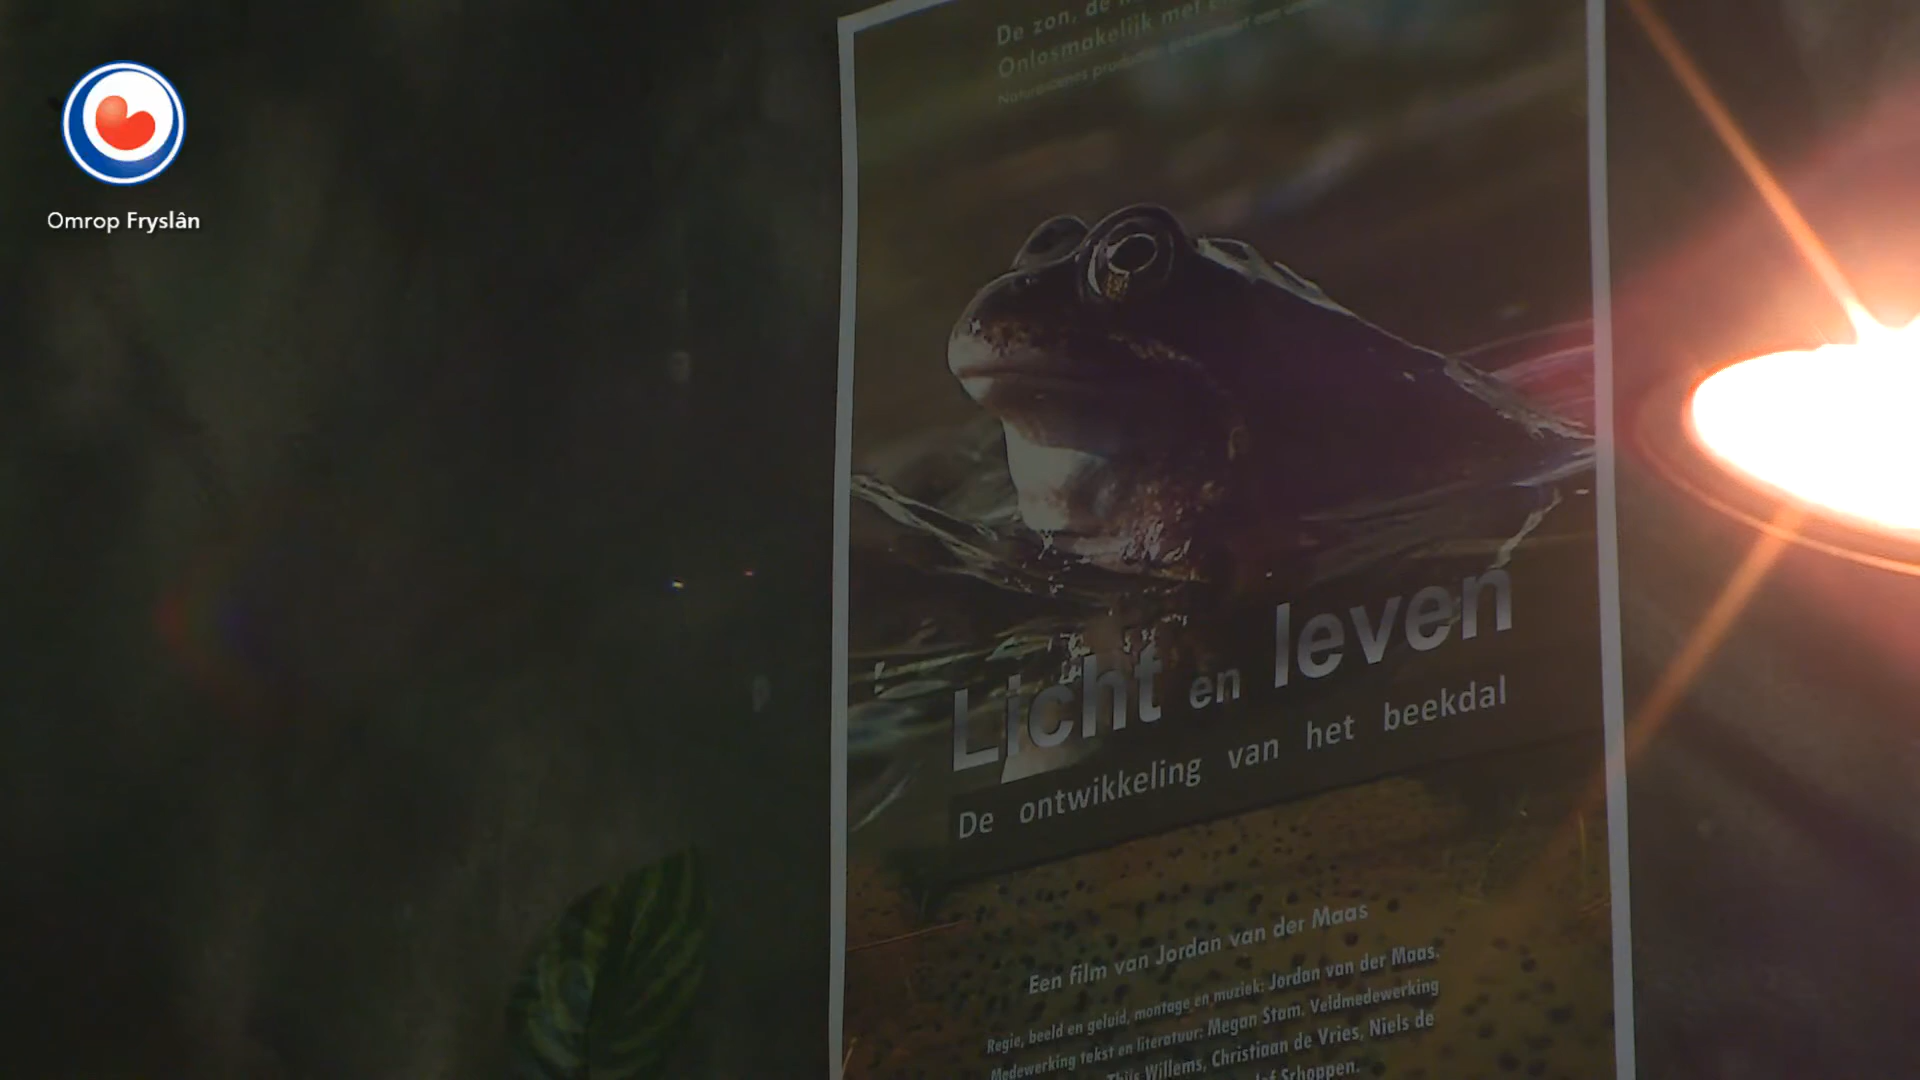 Omrop Fryslân
De zon, de
Onlosmakelijk met
Licht en leven
De ontwikkeling van het beekdal
Een film van Jordan van der Maas
Regie, beeld en geluid, montage en muziek: Jordan van der Maas.
Medewerking tekst en literatuur: Megan Stam. Veldmedewerking
Thijs Willems, Christiaan de Vries, Niels de
Schoppen.